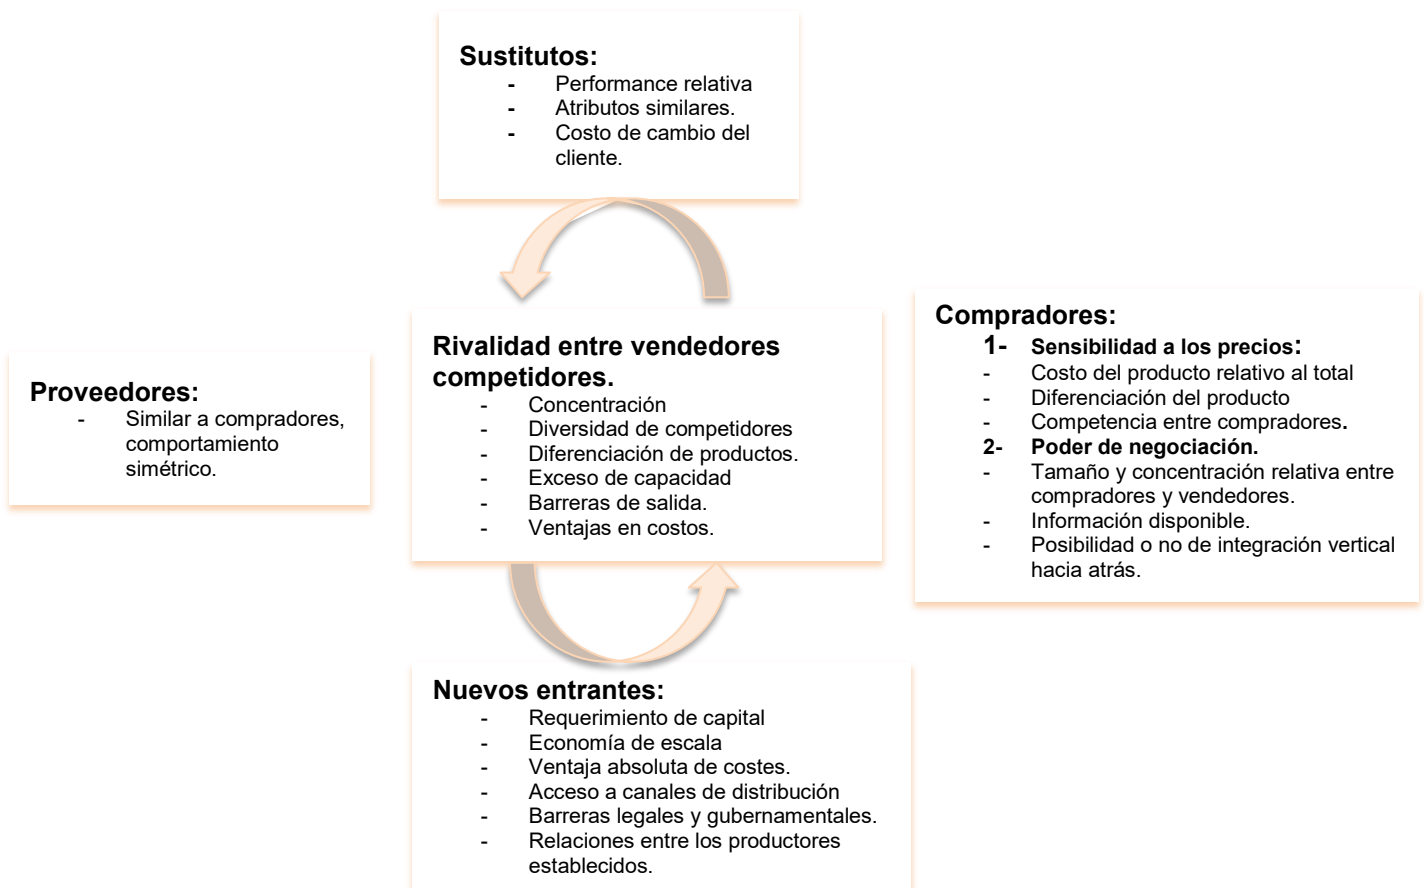 Sustitutos:
- Performance relativa
- Atributos similares.
- Costo de cambio del
cliente.
Proveedores:
- Similar a compradores,
comportamiento
simétrico.
Rivalidad entre vendedores
competidores.
- Concentración
- Diversidad de competidores
- Diferenciación de productos.
- Exceso de capacidad
- Barreras de salida.
- Ventajas en costos.
Compradores:
1- Sensibilidad a los precios:
- Costo del producto relativo al total
- Diferenciación del producto
- Competencia entre compradores.
2- Poder de negociación.
- Tamaño y concentración relativa entre
compradores y vendedores.
- Información disponible.
- Posibilidad o no de integración vertical
hacia atrás.
Nuevos entrantes:
- Requerimiento de capital
- Economía de escala
- Ventaja absoluta de costes.
- Acceso a canales de distribución
- Barreras legales y gubernamentales.
- Relaciones entre los productores
establecidos.